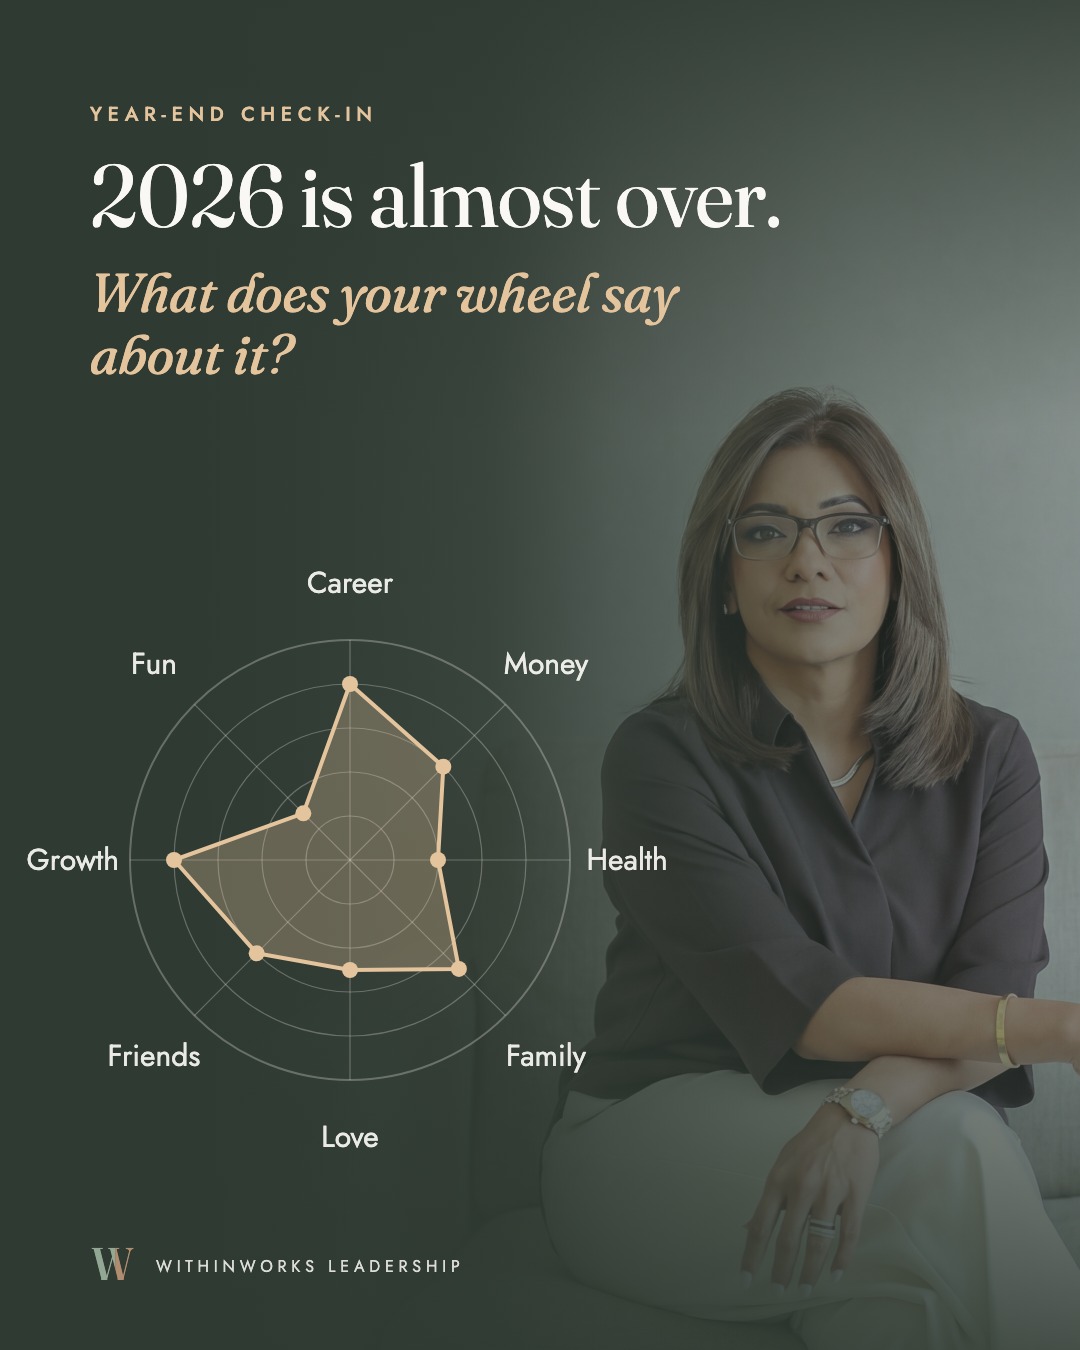 YEAR-END CHECK-IN
2026 is almost over.
What does your wheel say
about it?
Career
Fun
Money
Growth
Health
Friends
Family
Love
W WITHINWORKS LEADERSHIP